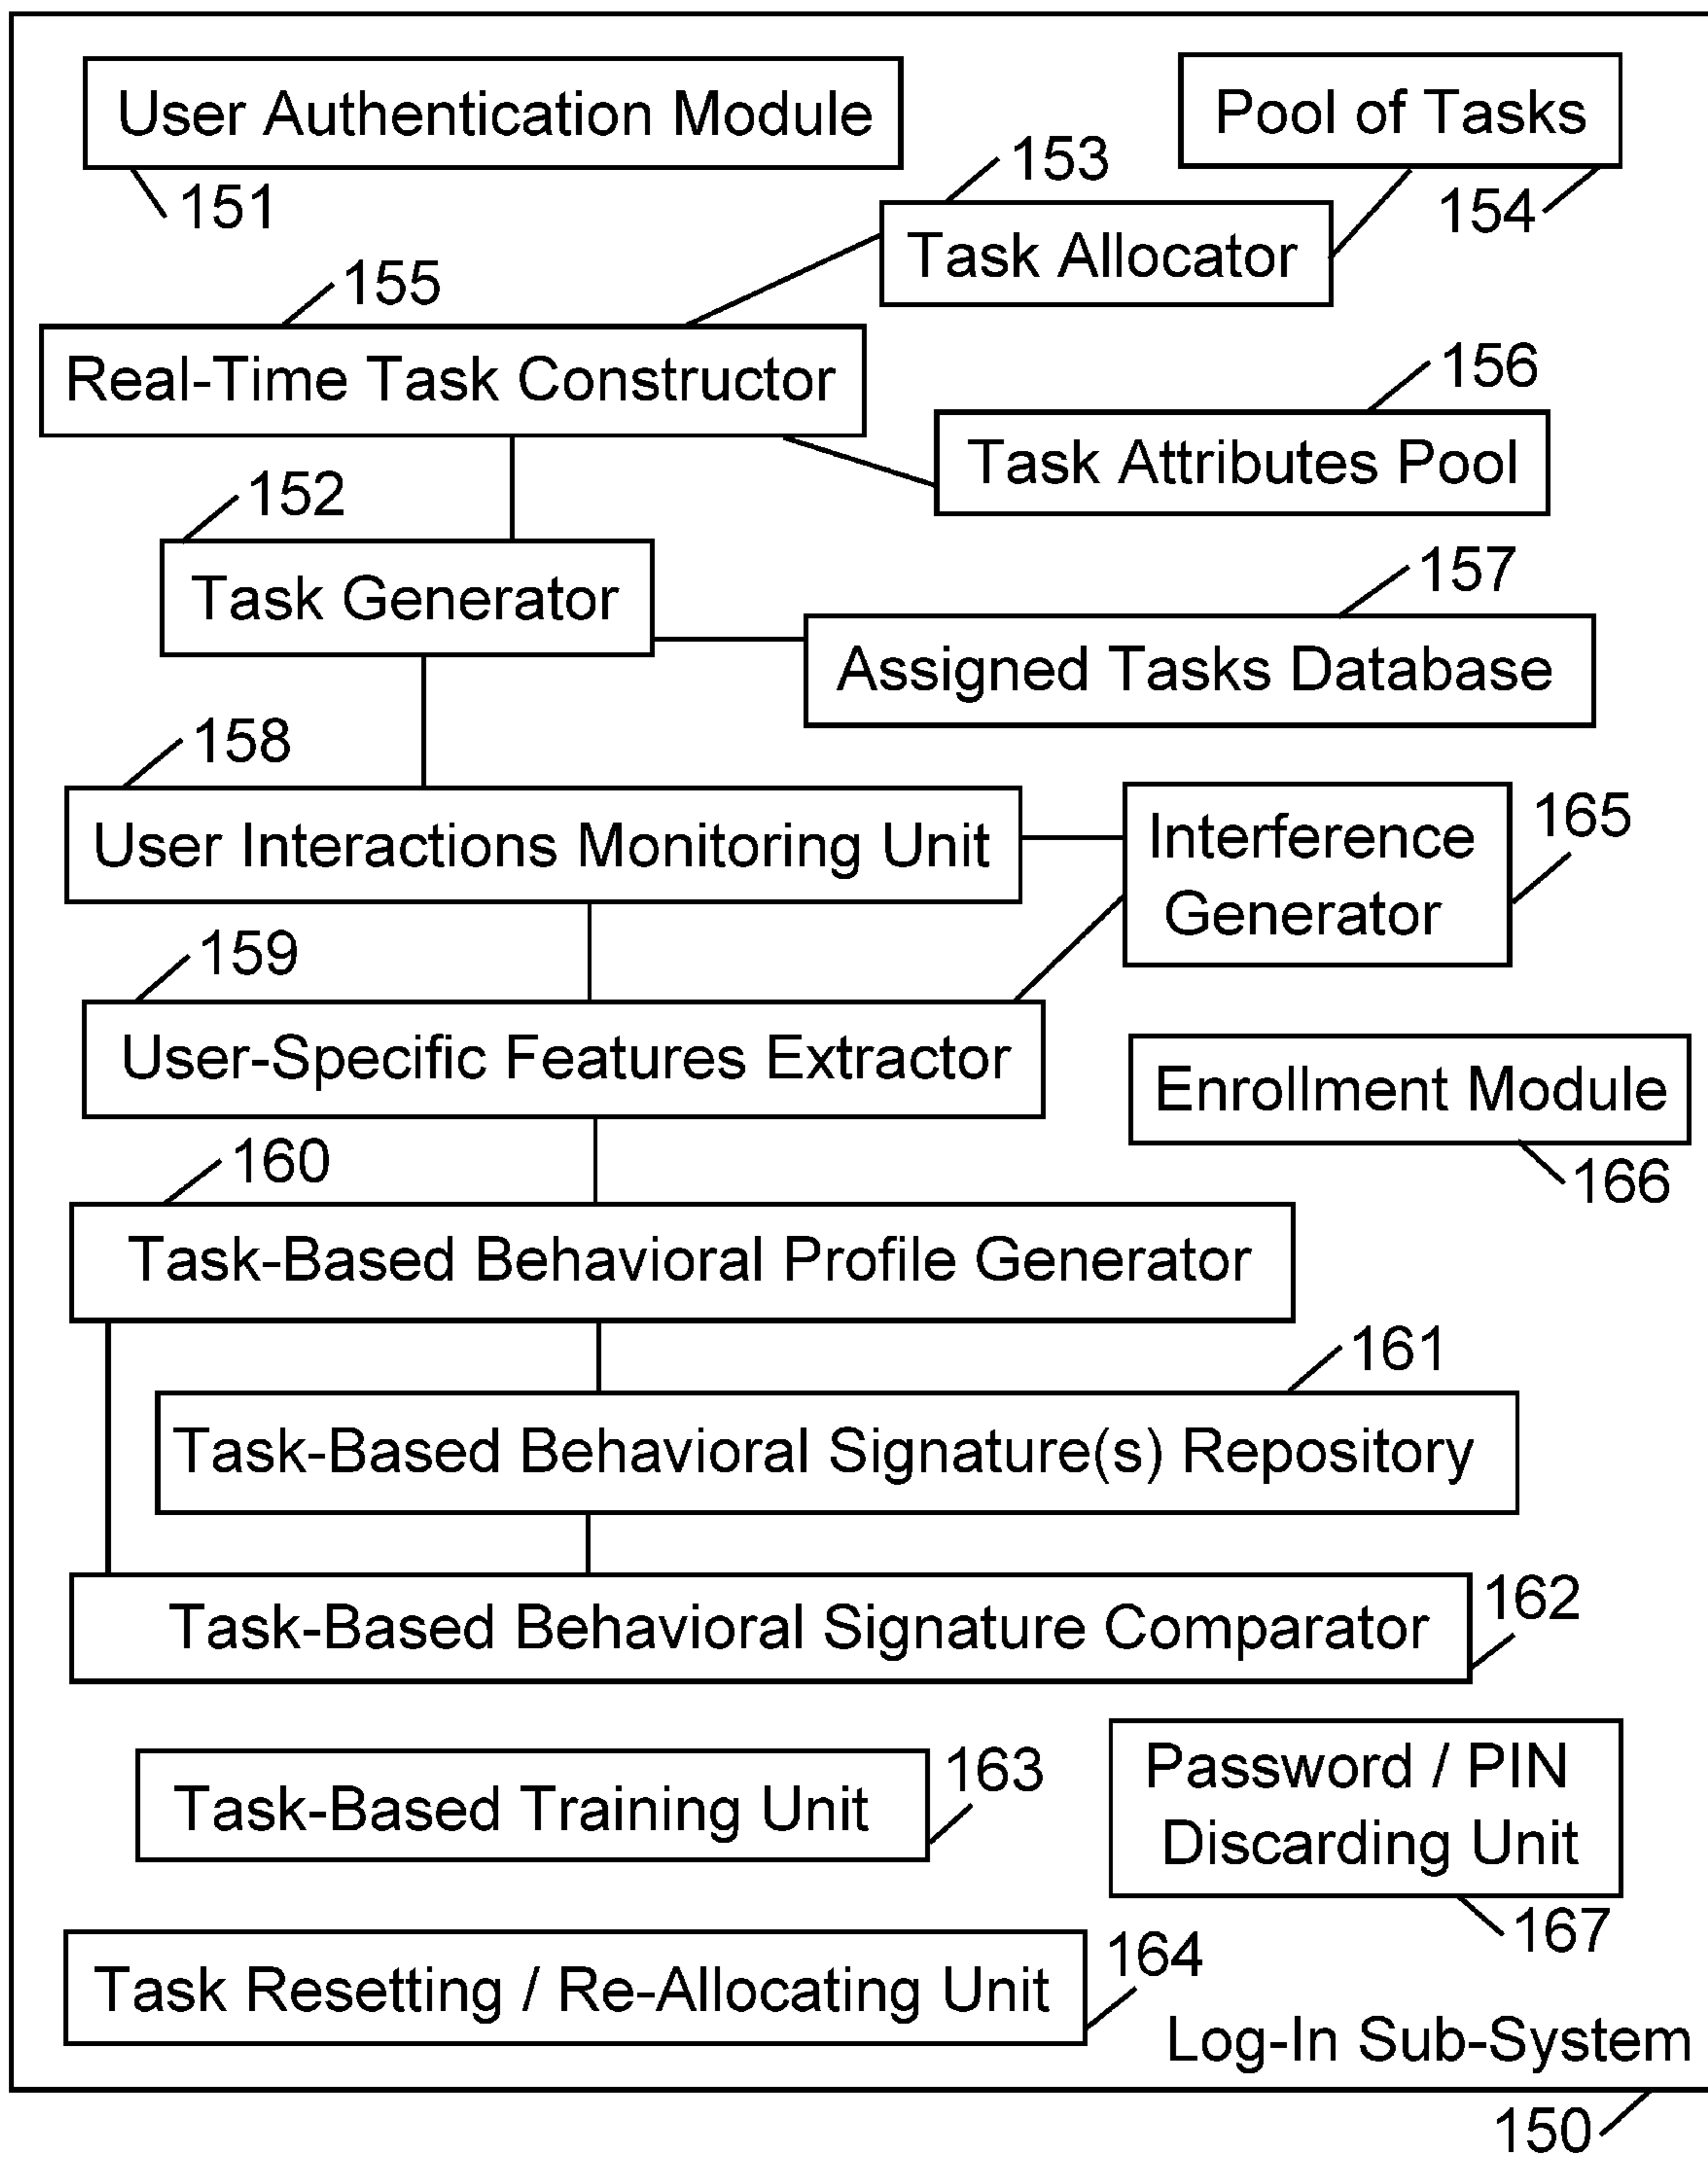 User Authentication Module
151
Pool of Tasks
154
153
Task Allocator
155
Real-Time Task Constructor
156
Task Attributes Pool
152
Task Generator
157
Assigned Tasks Database
158
User Interactions Monitoring Unit
Interference
Generator
165
159
User-Specific Features Extractor
Enrollment Module
166
160
Task-Based Behavioral Profile Generator
161
Task-Based Behavioral Signature(s) Repository
162
Task-Based Behavioral Signature Comparator
163
Task-Based Training Unit
Password / PIN
Discarding Unit
167
164
Task Resetting / Re-Allocating Unit
Log-In Sub-System
150